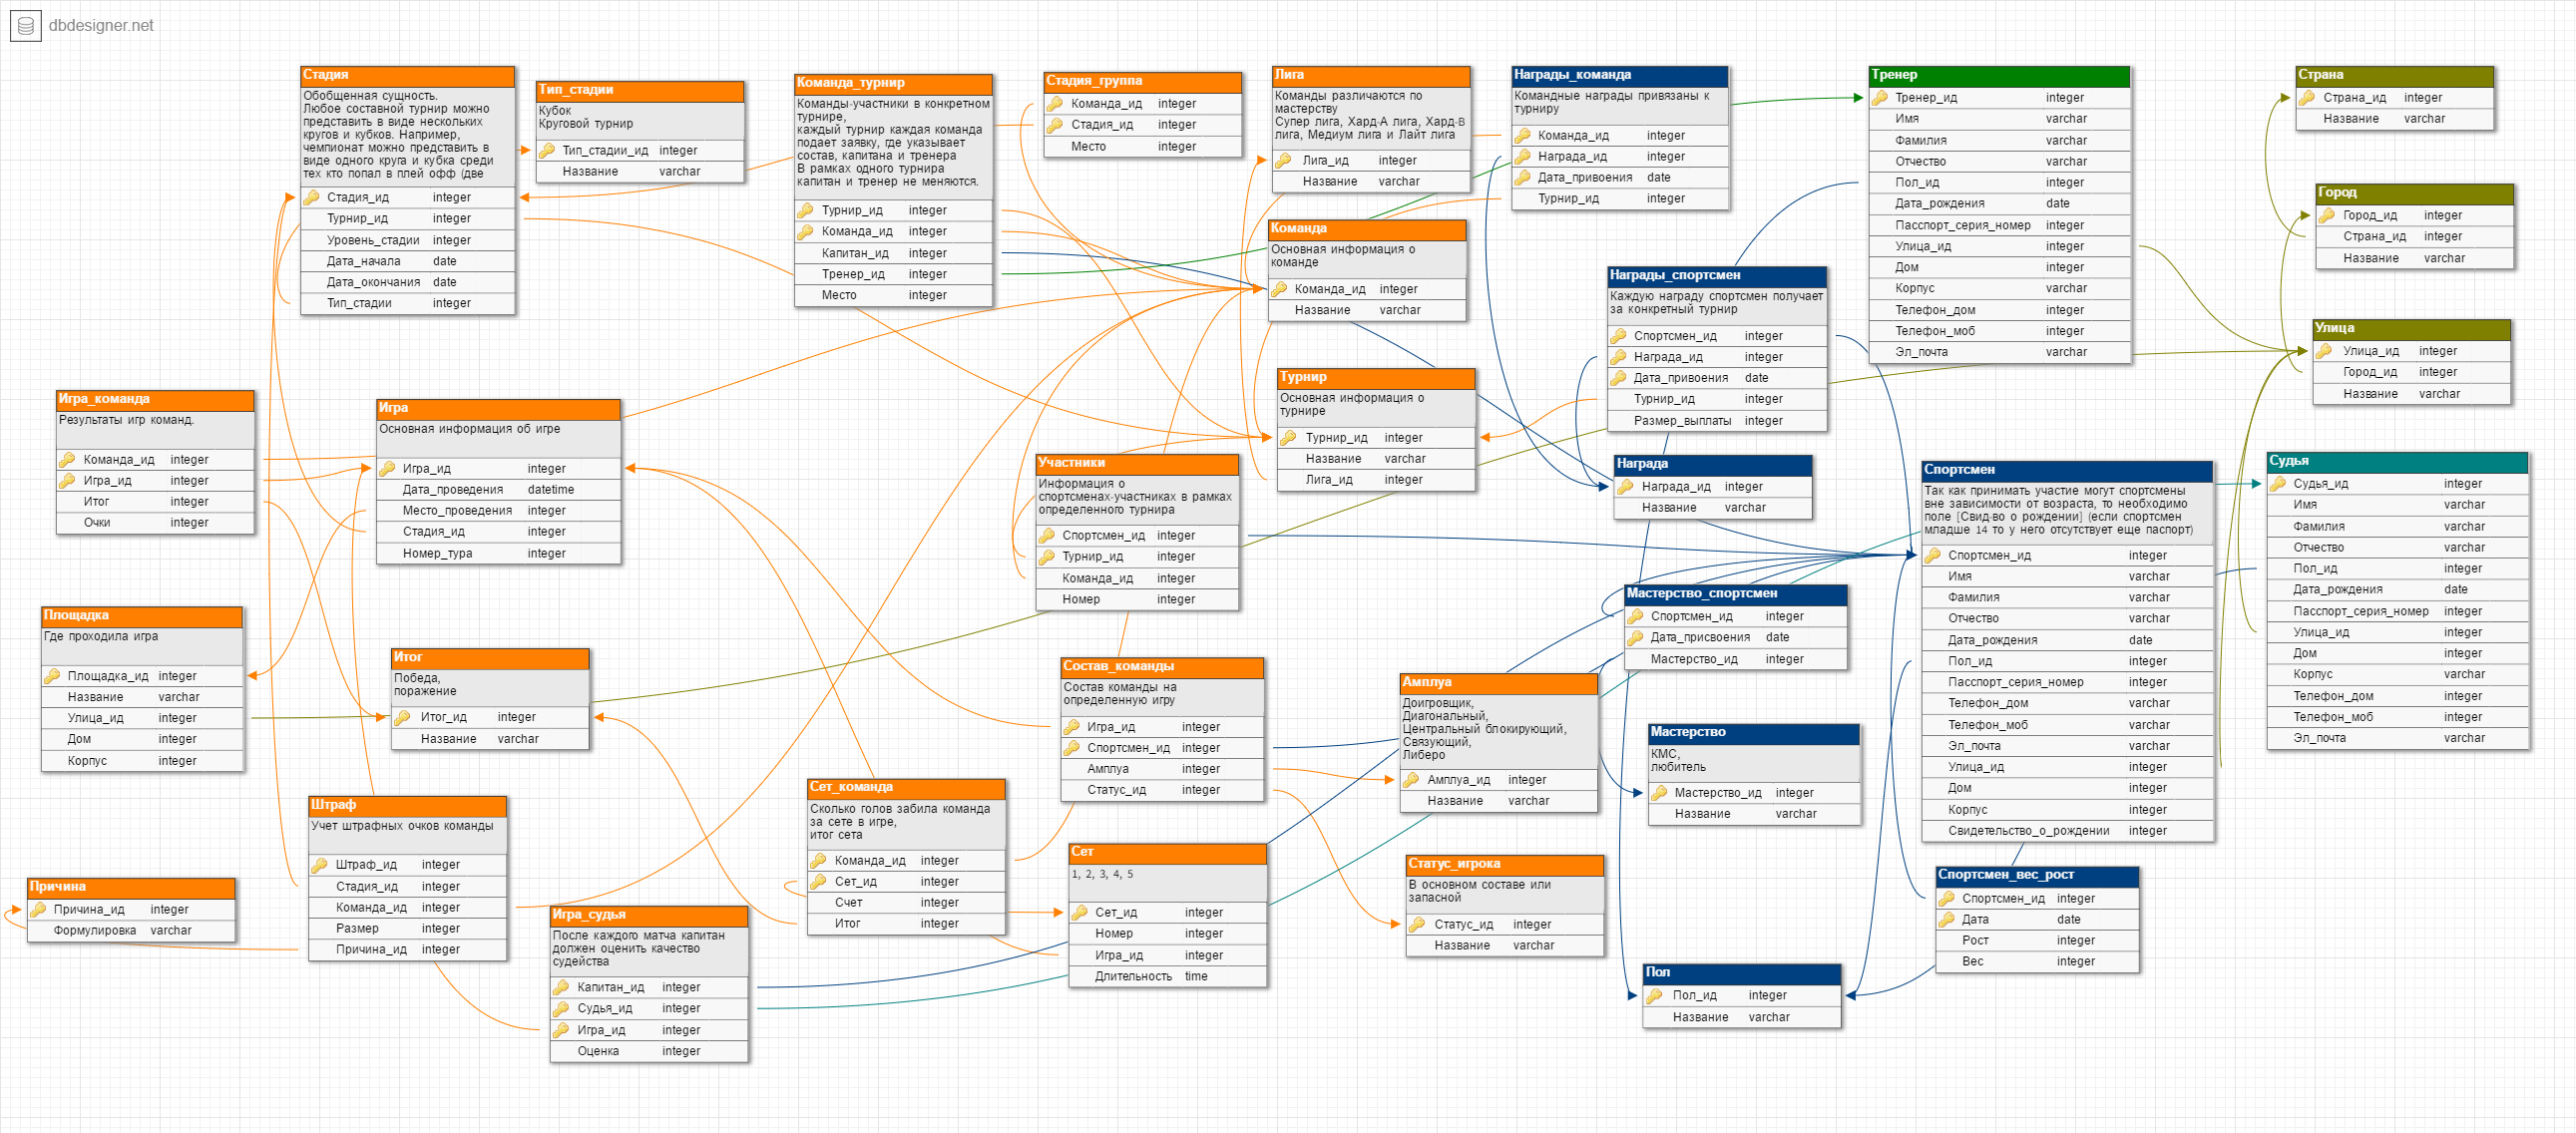 dbdesigner.net
Стадия
Обобщенная сущность.
Любое составной турнир можно
представить в виде нескольких
кругов и кубков. Например,
чемпионат можно представить в
виде одного круга и кубка среди
тех кто попал в плей офф (две
Стадия_ид integer
Турнир_ид integer
Уровень_стадии integer
Дата_начала date
Дата_окончания date
Тип_стадии integer
Тип_стадии
Кубок
Круговой турнир
Тип_стадии_ид integer
Название varchar
Команда_турнир
Команды-участники в конкретном
турнире,
каждый турнир каждая команда
подает заявку, где указывает
состав, капитана и тренера
В рамках одного турнира
капитан и тренер не меняются.
Турнир_ид integer
Команда_ид integer
Капитан_ид integer
Тренер_ид integer
Место integer
Стадия_группа
Команда_ид integer
Стадия_ид integer
Место integer
Лига
Команды различаются по
мастерству
Супер лига, Хард-А лига, Хард-В
лига, Медиум лига и Лайт лига
Лига_ид integer
Название varchar
Награды_команда
Командные награды привязаны к
турниру
Команда_ид integer
Награда_ид integer
Дата_привоения date
Турнир_ид integer
Тренер
Тренер_ид integer
Имя varchar
Фамилия varchar
Отчество varchar
Пол_ид integer
Дата_рождения date
Пасспорт_серия_номер integer
Улица_ид integer
Дом integer
Корпус varchar
Телефон_дом integer
Телефон_моб integer
Эл_почта varchar
Страна
Страна_ид integer
Название varchar
Город
Город_ид integer
Страна_ид integer
Название varchar
Улица
Улица_ид integer
Город_ид integer
Название varchar
Команда
Основная информация о
команде
Команда_ид integer
Название varchar
Награды_спортсмен
Каждую награду спортсмен получает
за конкретный турнир
Спортсмен_ид integer
Награда_ид integer
Дата_привоения date
Турнир_ид integer
Размер_выплаты integer
Турнир
Основная информация о
турнире
Турнир_ид integer
Название varchar
Лига_ид integer
Игра_команда
Результаты игр команд.
Команда_ид integer
Игра_ид integer
Итог integer
Очки integer
Игра
Основная информация об игре
Игра_ид integer
Дата_проведения datetime
Место_проведения integer
Стадия_ид integer
Номер_тура integer
Участники
Информация о
спортсменах-участниках в рамках
определенного турнира
Спортсмен_ид integer
Турнир_ид integer
Команда_ид integer
Номер integer
Награда
Награда_ид integer
Название varchar
Спортсмен
Так как принимать участие могут спортсмены
вне зависимости от возраста, то необходимо
поле [Свид-во о рождении] (если спортсмен
младше 14 то у него отсутствует еще паспорт)
Спортсмен_ид integer
Имя varchar
Фамилия varchar
Отчество varchar
Дата_рождения date
Пол_ид integer
Пасспорт_серия_номер integer
Телефон_дом varchar
Телефон_моб varchar
Эл_почта varchar
Улица_ид integer
Дом integer
Корпус integer
Свидетельство_о_рождении integer
Судья
Судья_ид integer
Имя varchar
Фамилия varchar
Отчество varchar
Пол_ид integer
Дата_рождения date
Пасспорт_серия_номер integer
Улица_ид integer
Дом integer
Корпус varchar
Телефон_дом integer
Телефон_моб integer
Эл_почта varchar
Площадка
Где проходила игра
Площадка_ид integer
Название varchar
Улица_ид integer
Дом integer
Корпус integer
Итог
Победа,
поражение
Итог_ид integer
Название varchar
Состав_команды
Состав команды на
определенную игру
Игра_ид integer
Спортсмен_ид integer
Амплуа integer
Статус_ид integer
Мастерство_спортсмен
Спортсмен_ид integer
Дата_присвоения date
Мастерство_ид integer
Амплуа
Доигровщик,
Диагональный,
Центральный блокирующий,
Связующий,
Либеро
Амплуа_ид integer
Название varchar
Мастерство
КМС,
любитель
Мастерство_ид integer
Название varchar
Штраф
Учет штрафных очков команды
Штраф_ид integer
Стадия_ид integer
Команда_ид integer
Размер integer
Причина_ид integer
Сет_команда
Сколько голов забила команда
за сете в игре,
итог сета
Команда_ид integer
Сет_ид integer
Счет integer
Итог integer
Сет
1, 2, 3, 4, 5
Сет_ид integer
Номер integer
Игра_ид integer
Длительность time
Статус_игрока
В основном составе или
запасной
Статус_ид integer
Название varchar
Спортсмен_вес_рост
Спортсмен_ид integer
Дата date
Рост integer
Вес integer
Причина
Причина_ид integer
Формулировка varchar
Игра_судья
После каждого матча капитан
должен оценить качество
судейства
Капитан_ид integer
Судья_ид integer
Игра_ид integer
Оценка integer
Пол
Пол_ид integer
Название varchar